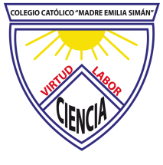 COLEGIO CATÓLICO "MADRE EMILIA SIMÁN"
VIRTUD
LABOR
CIENCIA